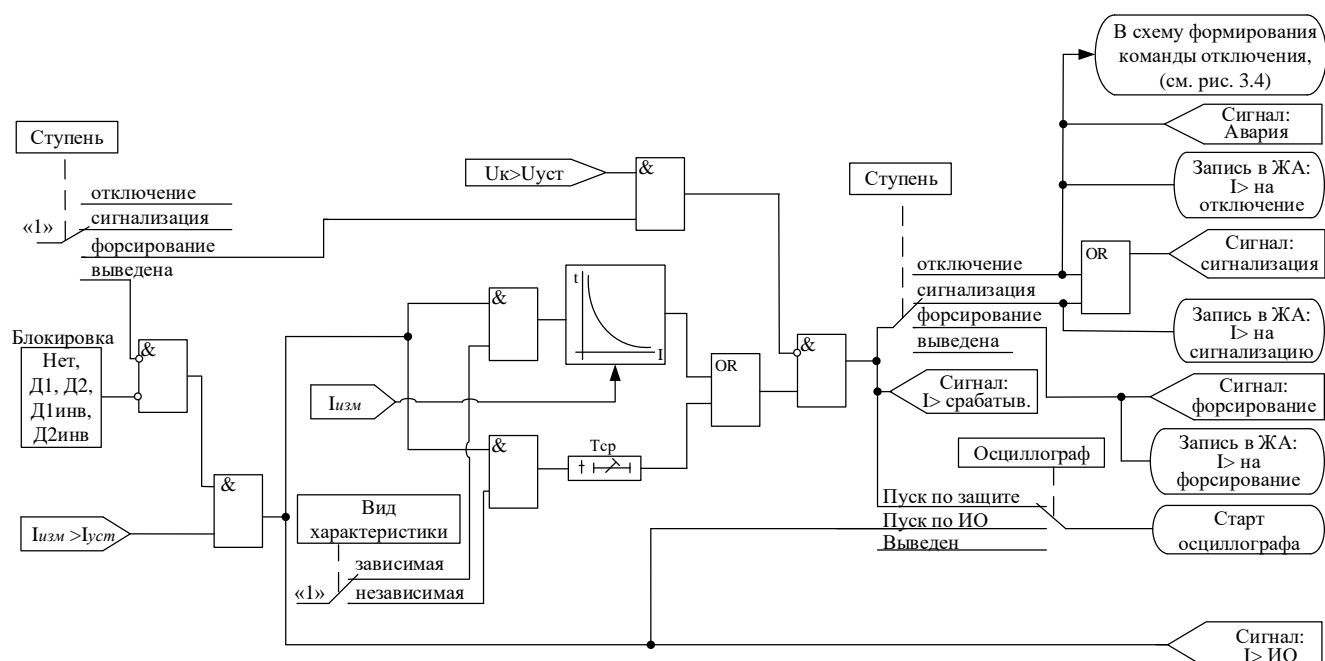 В схему формирования
команды отключения,
(см. рис. 3.4)
Сигнал:
Авария
Ступень
Uк>Uуст
&
Ступень
Запись в ЖА:
I> на
отключение
отключение
сигнализация
«1»
форсирование
выведена
OR
Сигнал:
сигнализация
отключение
сигнализация
форсирование
выведена
t
I
&
Запись в ЖА:
I> на
сигнализацию
Блокировка
Нет,
Д1, Д2,
Д1инв,
Д2инв
&
&
OR
Iизм
Сигнал:
I> срабатыв.
Сигнал:
форсирование
&
Тср
Осциллограф
Запись в ЖА:
I> на
форсирование
&
Iизм >Iуст
Вид
характеристики
зависимая
«1»
независимая
Пуск по защите
Пуск по ИО
Выведен
Старт
осциллографа
Сигнал:
I> ИО